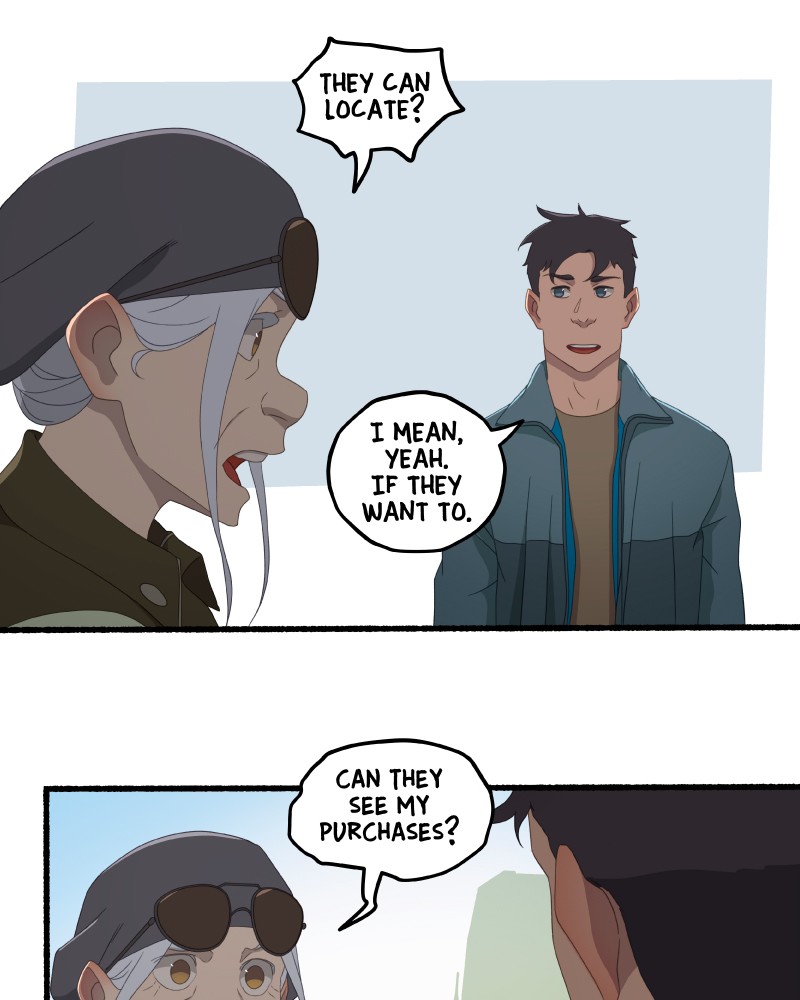 THEY CAN
LOCATE?
I MEAN,
YEAH.
IF THEY
WANT TO.
CAN THEY
SEE MY
PURCHASES?